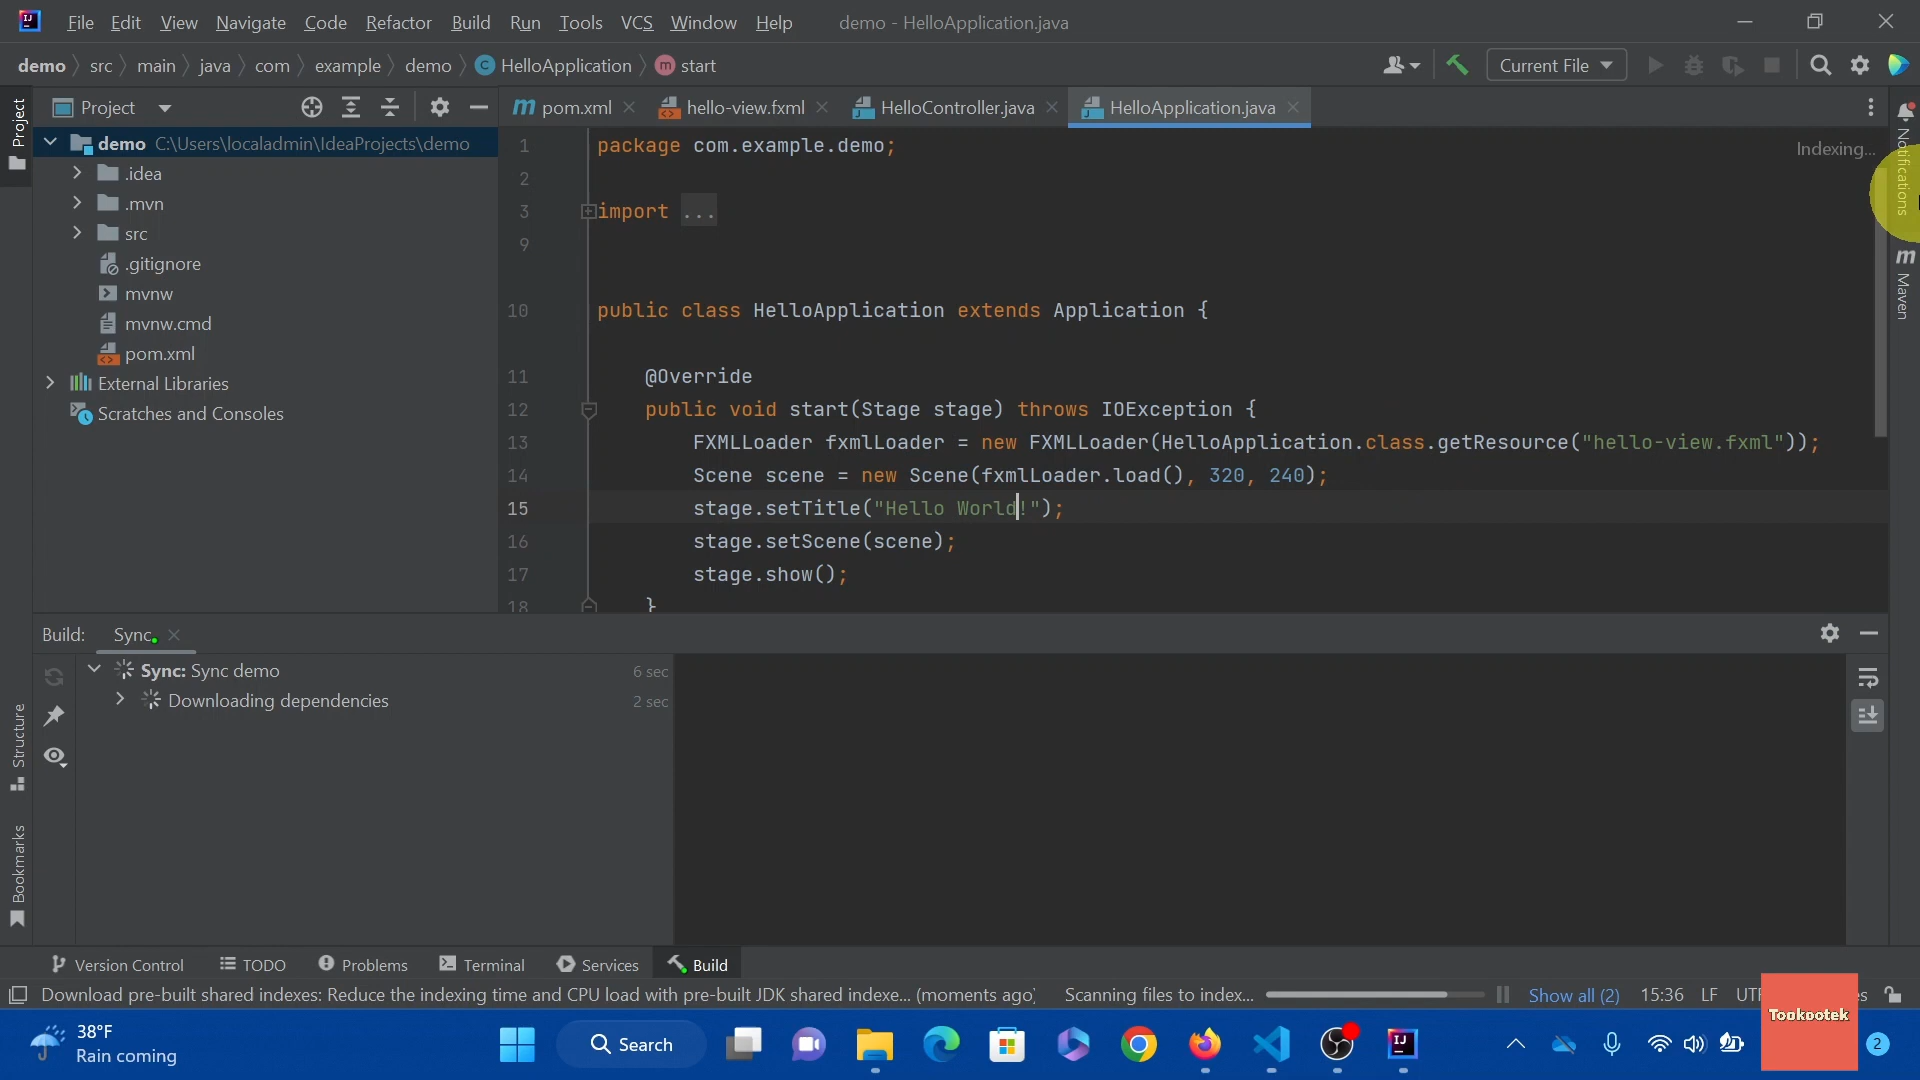 File Edit View Navigate Code Refactor Build Run Tools VCS Window Help demo - HelloApplication.java
demo src main java com example demo HelloApplication start Current File
Project
pom.xml hello-view.fxml HelloController.java HelloApplication.java
Project
demo C:\Users\localadmin\IdeaProjects\demo
.idea
.mvn
src
.gitignore
mvnw
mvnw.cmd
pom.xml
External Libraries
Scratches and Consoles
Indexing...
1 package com.example.demo;
2
3 import ...
9
10 public class HelloApplication extends Application {
11 @Override
12 public void start(Stage stage) throws IOException {
13 FXMLLoader fxmlLoader = new FXMLLoader(HelloApplication.class.getResource("hello-view.fxml"));
14 Scene scene = new Scene(fxmlLoader.load(), 320, 240);
15 stage.setTitle("Hello World!");
16 stage.setScene(scene);
17 stage.show();
18 }
Notifications
Maven
Build: Sync
Sync: Sync demo 6 sec
Downloading dependencies 2 sec
Structure
Bookmarks
Version Control TODO Problems Terminal Services Build
Download pre-built shared indexes: Reduce the indexing time and CPU load with pre-built JDK shared indexe... (moments ago) Scanning files to index... Show all (2) 15:36 LF
38°F
Rain coming
Search
Tookootek
2